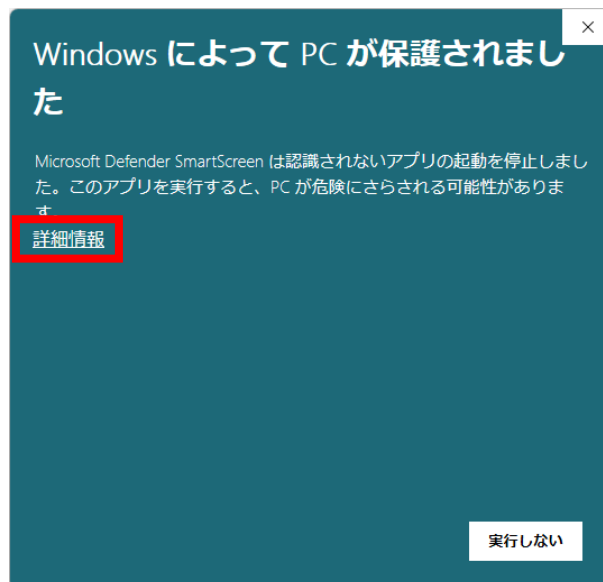 Windows によって PC が保護されまし
た
Microsoft Defender SmartScreen は認識されないアプリの起動を停止しまし
た。このアプリを実行すると、PC が危険にさらされる可能性がありま
す。
詳細情報
実行しない